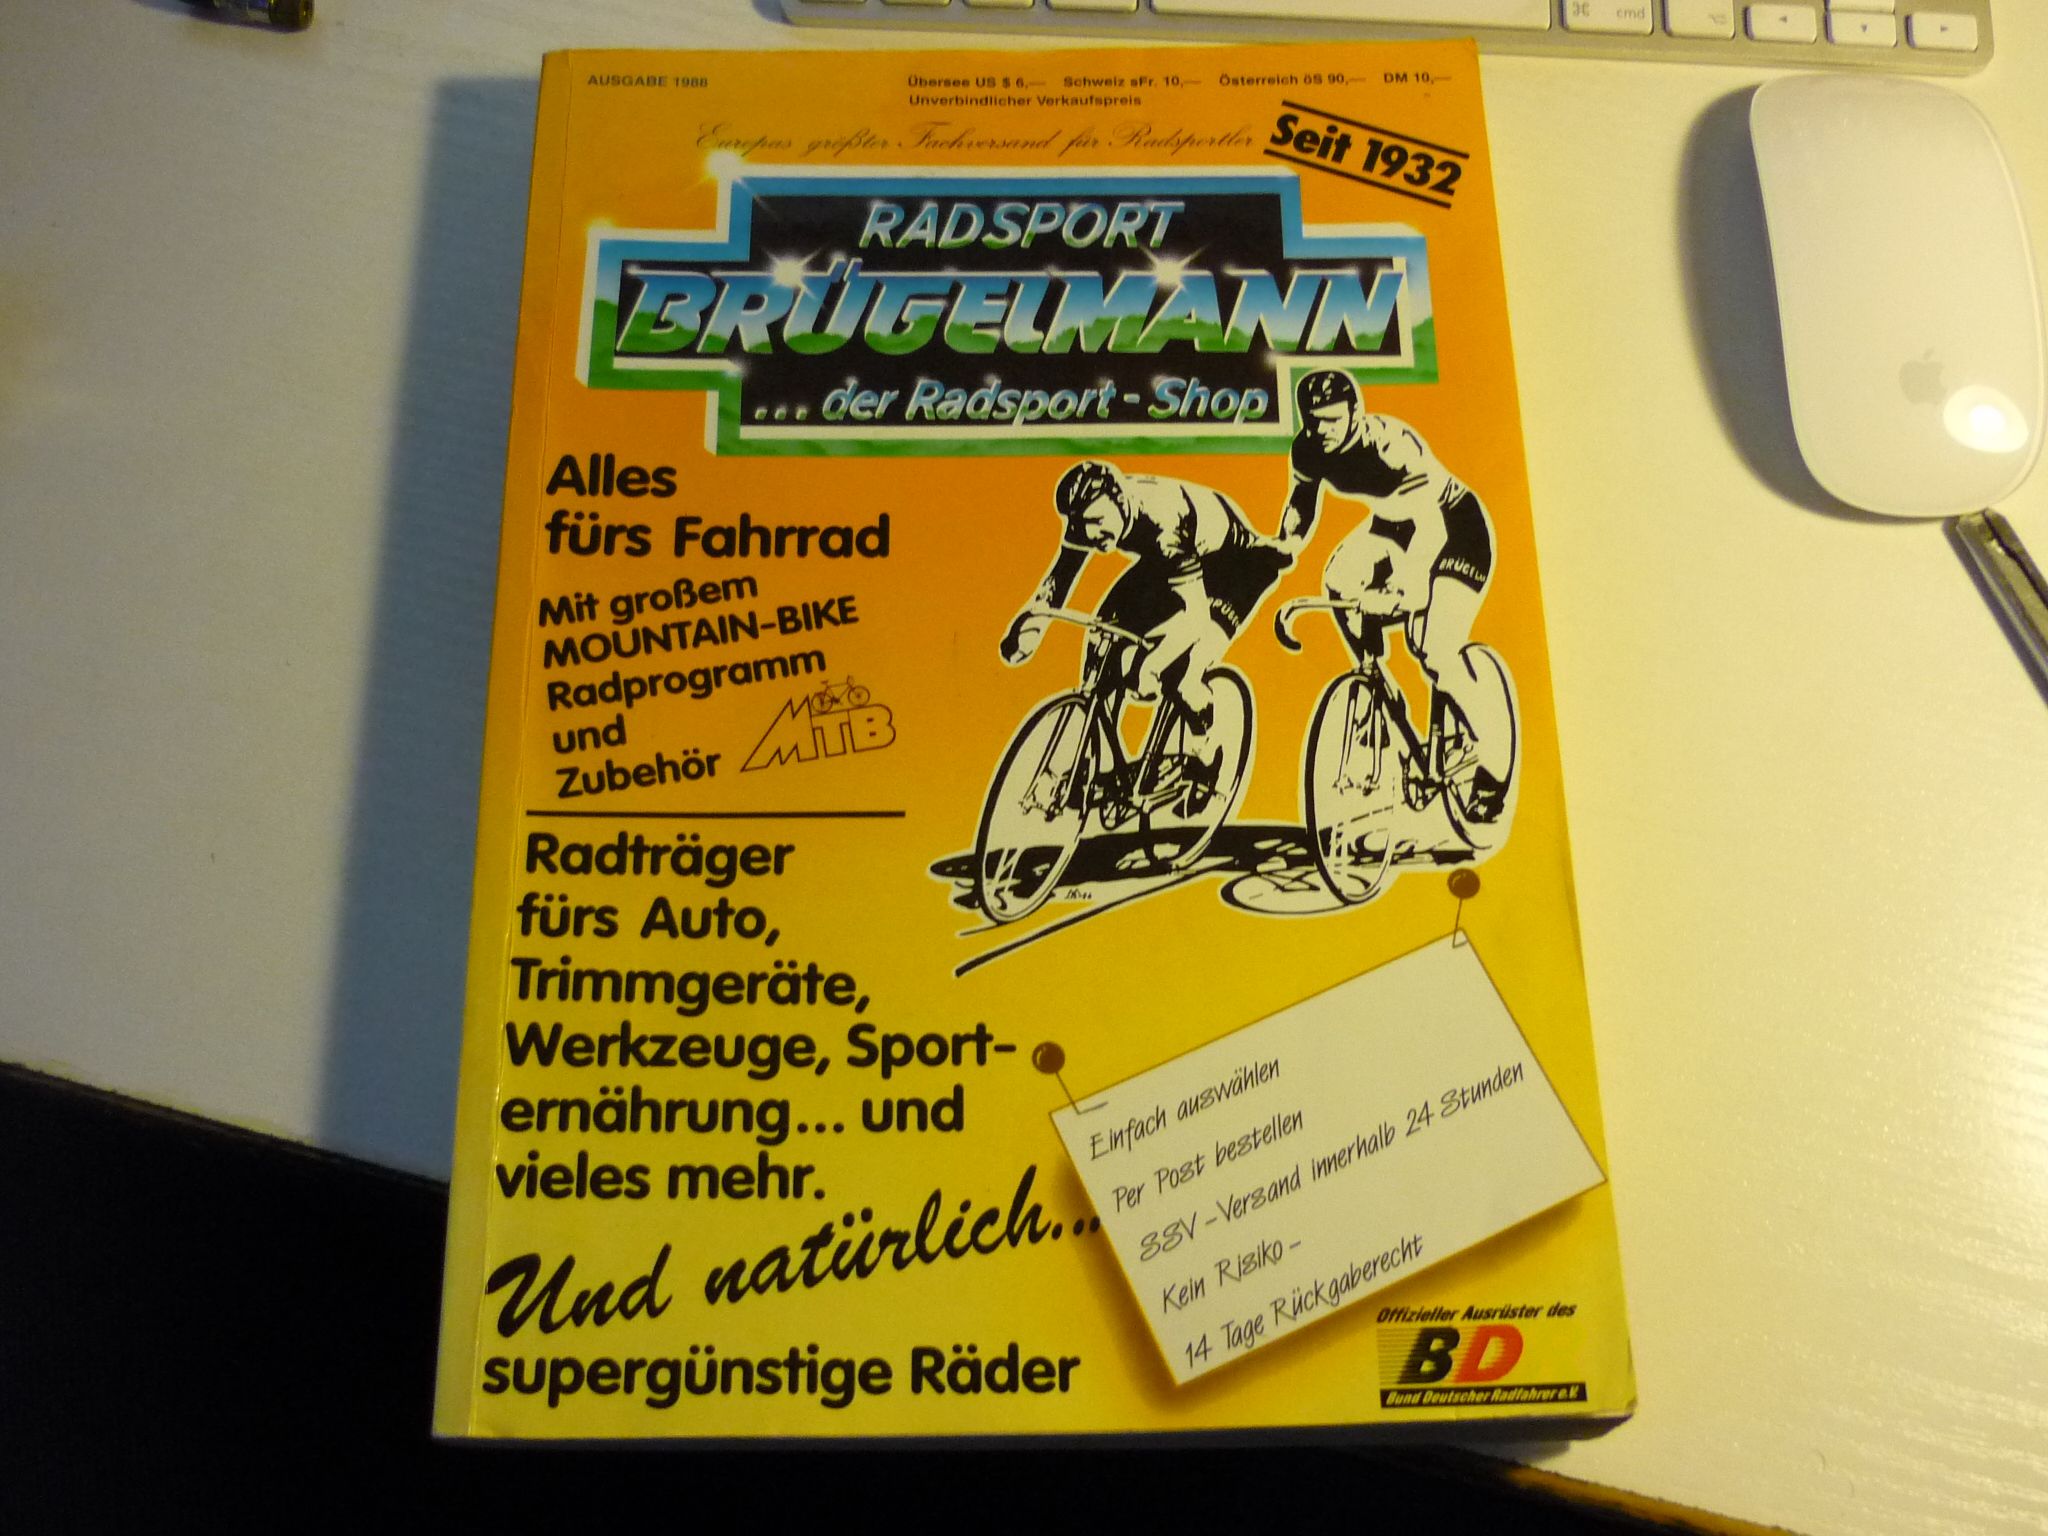 cmd
AUSGABE 1988
Übersee US $ 6,— Schweiz sFr. 10,— Österreich öS 90,— DM 10,—
Unverbindlicher Verkaufspreis
Europas größter Fachversand für Radsportler
Seit 1932
RADSPORT
BRÜGELMANN
... der Radsport-Shop
Alles
fürs Fahrrad
Mit großem
MOUNTAIN-BIKE
Radprogramm
und
Zubehör
MTB
Radträger
fürs Auto,
Trimmgeräte,
Werkzeuge, Sport-
ernährung... und
vieles mehr.
Und natürlich...
supergünstige Räder
Einfach auswählen
Per Post bestellen
SSV-Versand innerhalb 24 Stunden
Kein Risiko-
14 Tage Rückgaberecht
Offizieller Ausrüster des
BD
Bund Deutscher Radfahrer e.V.